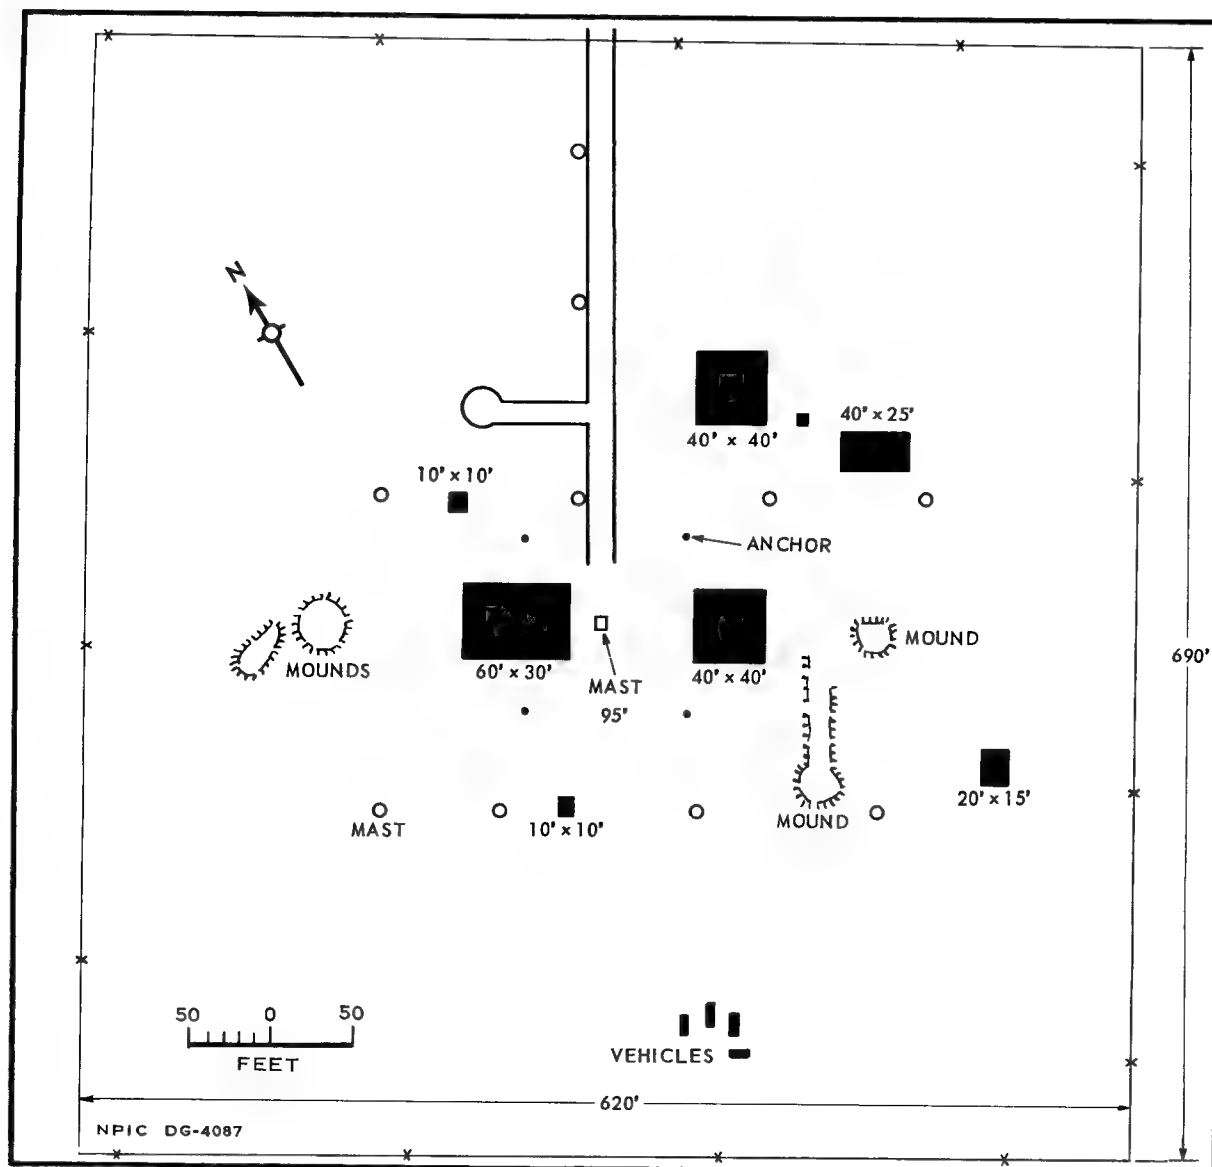 N
40' x 40'
40' x 25'
10' x 10'
ANCHOR
MOUNDS
60' x 30'
MAST
95'
40' x 40'
MOUND
690'
20' x 15'
MAST
10' x 10'
MOUND
50 0 50
FEET
VEHICLES
620'
NPIC DG-4087